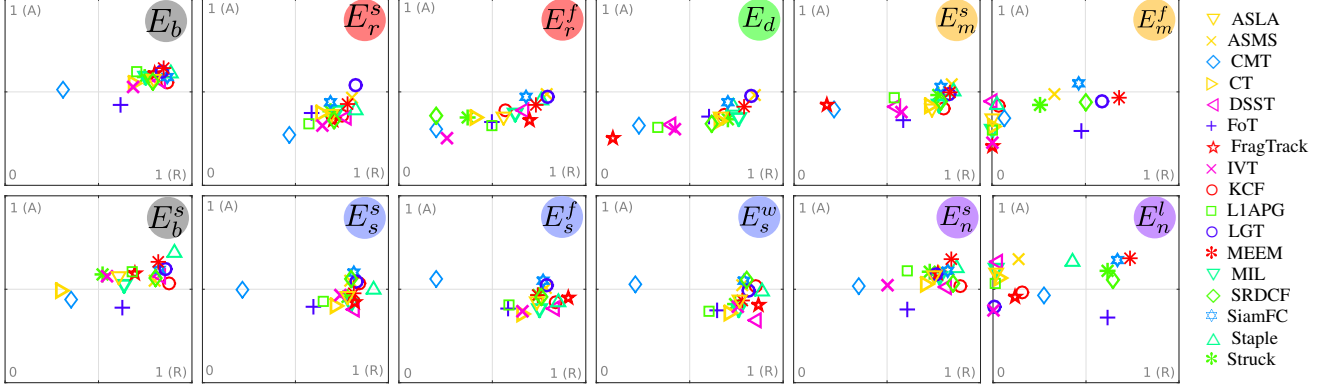 1 (A) E_b^
0 1 (R)
1 (A) E_r^s
0 1 (R)
1 (A) E_r^f
0 1 (R)
1 (A) E_d
0 1 (R)
1 (A) E_m^s
0 1 (R)
1 (A) E_m^f
0 1 (R)
1 (A) E_b^s
0 1 (R)
1 (A) E_s^s
0 1 (R)
1 (A) E_s^f
0 1 (R)
1 (A) E_s^w
0 1 (R)
1 (A) E_n^s
0 1 (R)
1 (A) E_n^l
0 1 (R)
ASLA
ASMS
CMT
CT
DSST
FoT
FragTrack
IVT
KCF
L1APG
LGT
MEEM
MIL
SRDCF
SiamFC
Staple
Struck